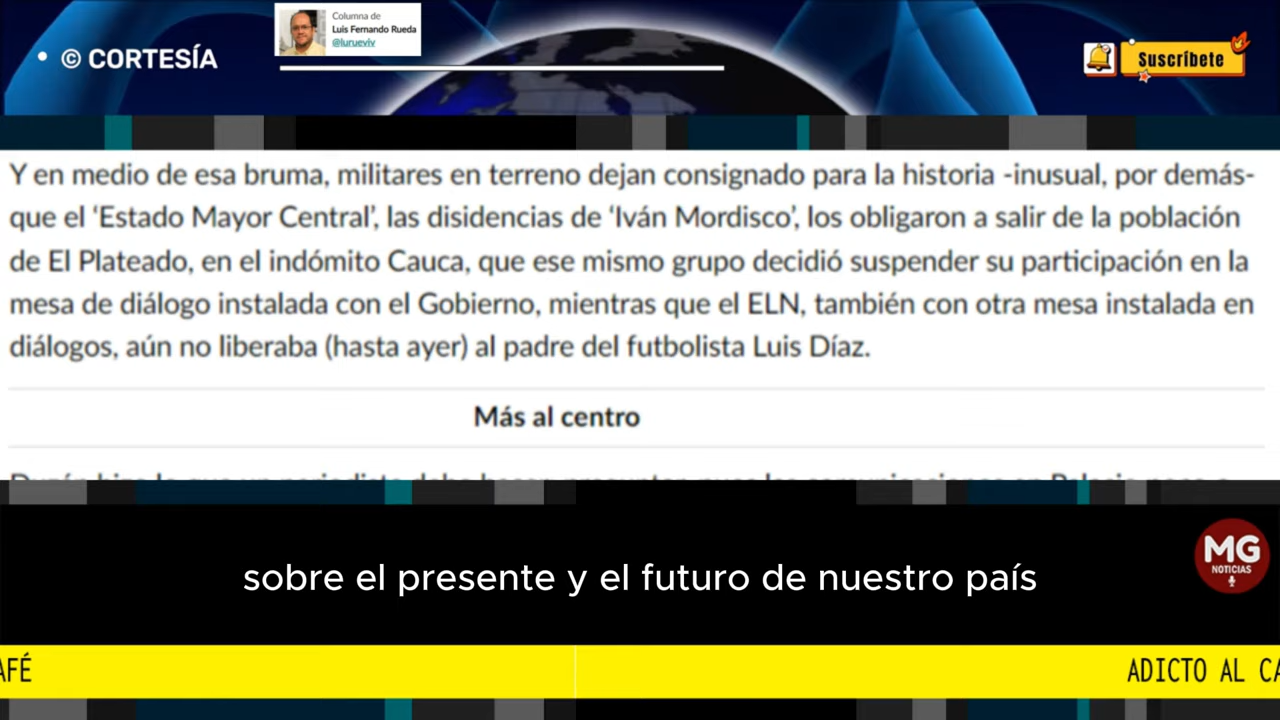 © CORTESÍA
Columna de
Luis Fernando Rueda
@lurueviv
Suscríbete
Y en medio de esa bruma, militares en terreno dejan consignado para la historia -inusual, por demás-
que el ‘Estado Mayor Central’, las disidencias de ‘Iván Mordisco’, los obligaron a salir de la población
de El Plateado, en el indómito Cauca, que ese mismo grupo decidió suspender su participación en la
mesa de diálogo instalada con el Gobierno, mientras que el ELN, también con otra mesa instalada en
diálogos, aún no liberaba (hasta ayer) al padre del futbolista Luis Díaz.
Más al centro
sobre el presente y el futuro de nuestro país
MG
NOTICIAS
AFÉ
ADICTO AL CA